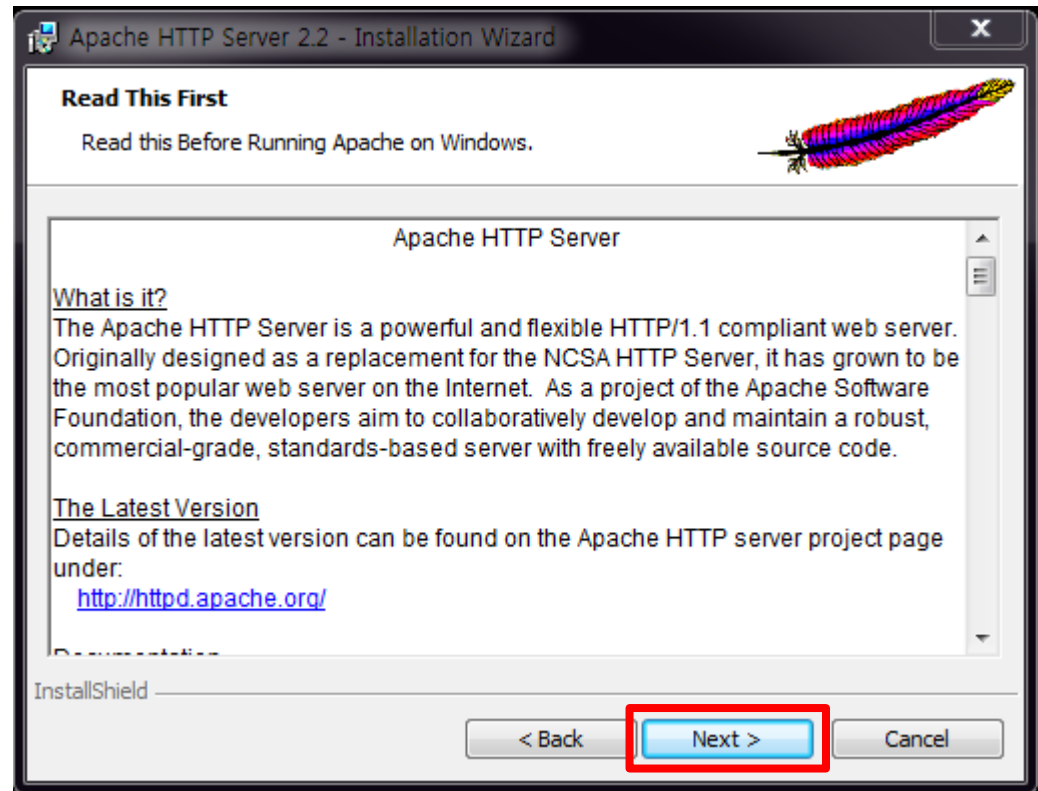 Apache HTTP Server 2.2 - Installation Wizard
x
Read This First
Read this Before Running Apache on Windows.
Apache HTTP Server
What is it?
The Apache HTTP Server is a powerful and flexible HTTP/1.1 compliant web server.
Originally designed as a replacement for the NCSA HTTP Server, it has grown to be
the most popular web server on the Internet.  As a project of the Apache Software
Foundation, the developers aim to collaboratively develop and maintain a robust,
commercial-grade, standards-based server with freely available source code.
The Latest Version
Details of the latest version can be found on the Apache HTTP server project page
under:
http://httpd.apache.org/
Documentation
InstallShield
< Back Next > Cancel